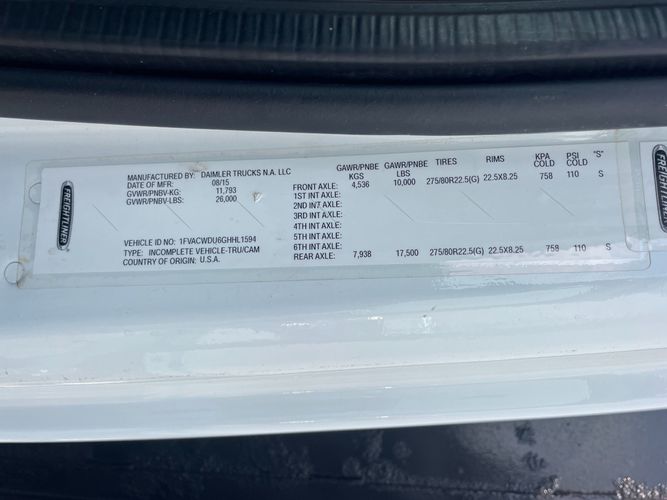 FREIGHTLINER
MANUFACTURED BY: DAIMLER TRUCKS N.A. LLC
DATE OF MFR: 08/15
GVWR/PNBV-KG: 11,793
GVWR/PNBV-LBS: 26,000
VEHICLE ID NO: 1FVACWDU6GHHL1594
TYPE: INCOMPLETE VEHICLE-TRU/CAM
COUNTRY OF ORIGIN: U.S.A.
GAWR/PNBE KGS GAWR/PNBE LBS TIRES RIMS KPA COLD PSI COLD "S"
FRONT AXLE: 4,536 10,000 275/80R22.5(G) 22.5X8.25 758 110 S
1ST INT AXLE:
2ND INT AXLE:
3RD INT AXLE:
4TH INT AXLE:
5TH INT AXLE:
6TH INT AXLE:
REAR AXLE: 7,938 17,500 275/80R22.5(G) 22.5X8.25 758 110 S
FREIGHTLINER